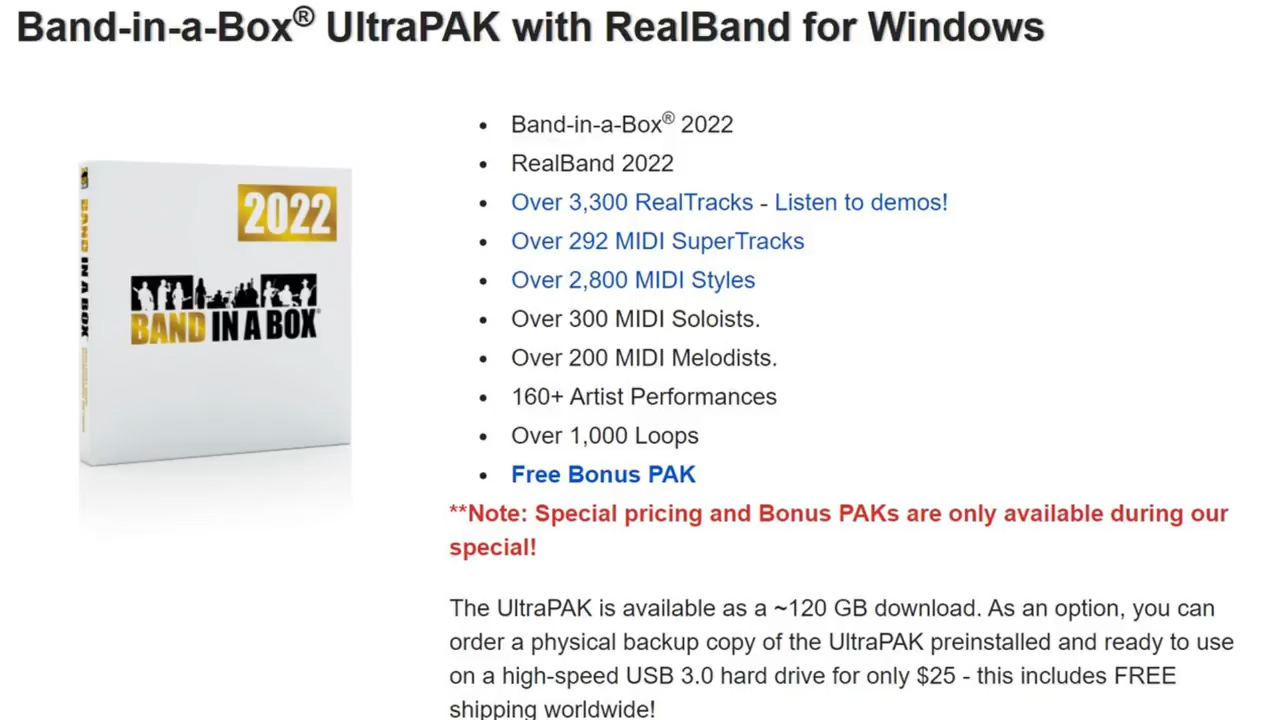 Band-in-a-Box® UltraPAK with RealBand for Windows
2022
BAND IN A BOX
BAND IN A BOX®
• Band-in-a-Box® 2022
• RealBand 2022
• Over 3,300 RealTracks - Listen to demos!
• Over 292 MIDI SuperTracks
• Over 2,800 MIDI Styles
• Over 300 MIDI Soloists.
• Over 200 MIDI Melodists.
• 160+ Artist Performances
• Over 1,000 Loops
• Free Bonus PAK
**Note: Special pricing and Bonus PAKs are only available during our
special!
The UltraPAK is available as a ~120 GB download. As an option, you can
order a physical backup copy of the UltraPAK preinstalled and ready to use
on a high-speed USB 3.0 hard drive for only $25 - this includes FREE
shipping worldwide!